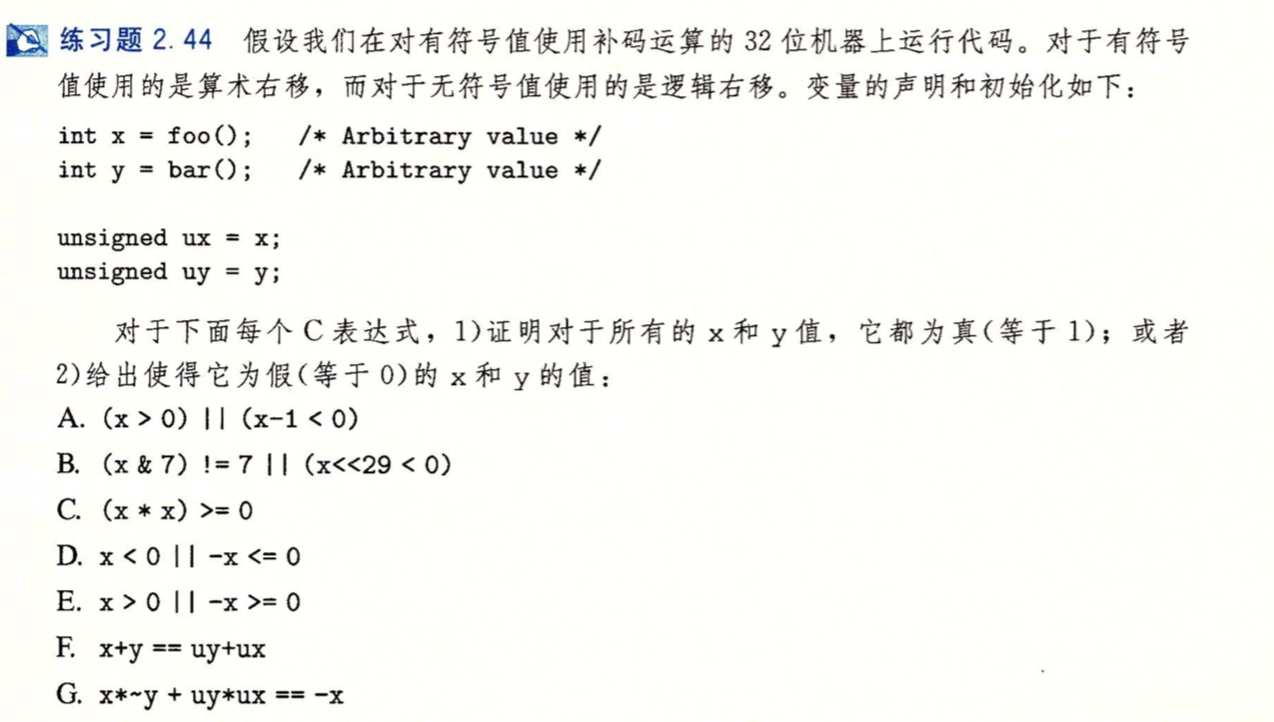 练习题 2.44 假设我们在对有符号值使用补码运算的 32 位机器上运行代码。对于有符号
值使用的是算术右移，而对于无符号值使用的是逻辑右移。变量的声明和初始化如下：
int x = foo(); /* Arbitrary value */
int y = bar(); /* Arbitrary value */
unsigned ux = x;
unsigned uy = y;
对于下面每个 C 表达式，1)证明对于所有的 x 和 y 值，它都为真(等于 1)；或者
2)给出使得它为假(等于 0)的 x 和 y 的值：
A. (x > 0) || (x-1 < 0)
B. (x & 7) != 7 || (x<<29 < 0)
C. (x * x) >= 0
D. x < 0 || -x <= 0
E. x > 0 || -x >= 0
F. x+y == uy+ux
G. x*~y + uy*ux == -x